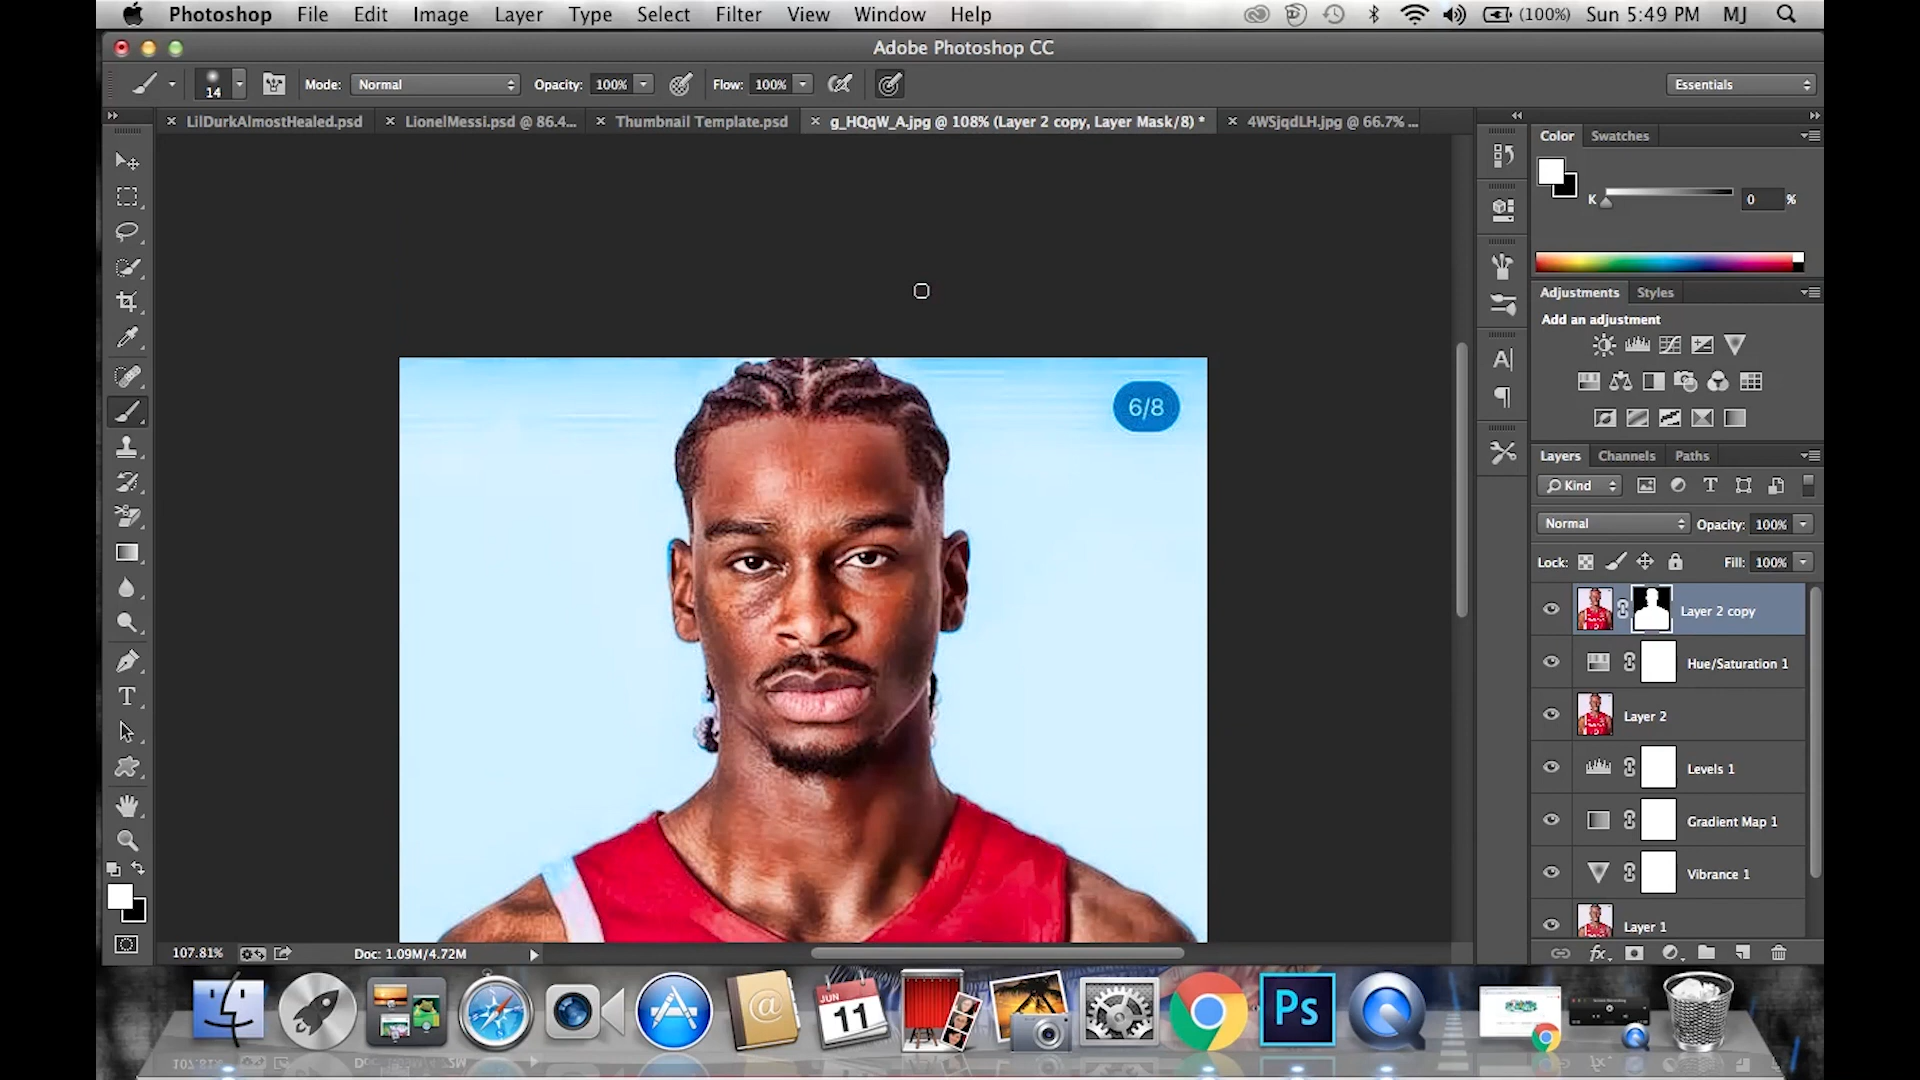 Photoshop File Edit Image Layer Type Select Filter View Window Help (100%) Sun 5:49 PM MJ
Adobe Photoshop CC
14 Mode: Normal Opacity: 100% Flow: 100% Essentials
LilDurkAlmostHealed.psd LionelMessi.psd @ 86.4... Thumbnail Template.psd g_HQqW_A.jpg @ 108% (Layer 2 copy, Layer Mask/8) * 4WSjqdLH.jpg @ 66.7% ...
Color Swatches
K 0 %
Adjustments Styles
Add an adjustment
6/8
Layers Channels Paths
Kind
Normal Opacity: 100%
Lock: Fill: 100%
Layer 2 copy
Hue/Saturation 1
Layer 2
Levels 1
Gradient Map 1
Vibrance 1
Layer 1
107.81% Doc: 1.09M/4.72M
JUN
11
Ps